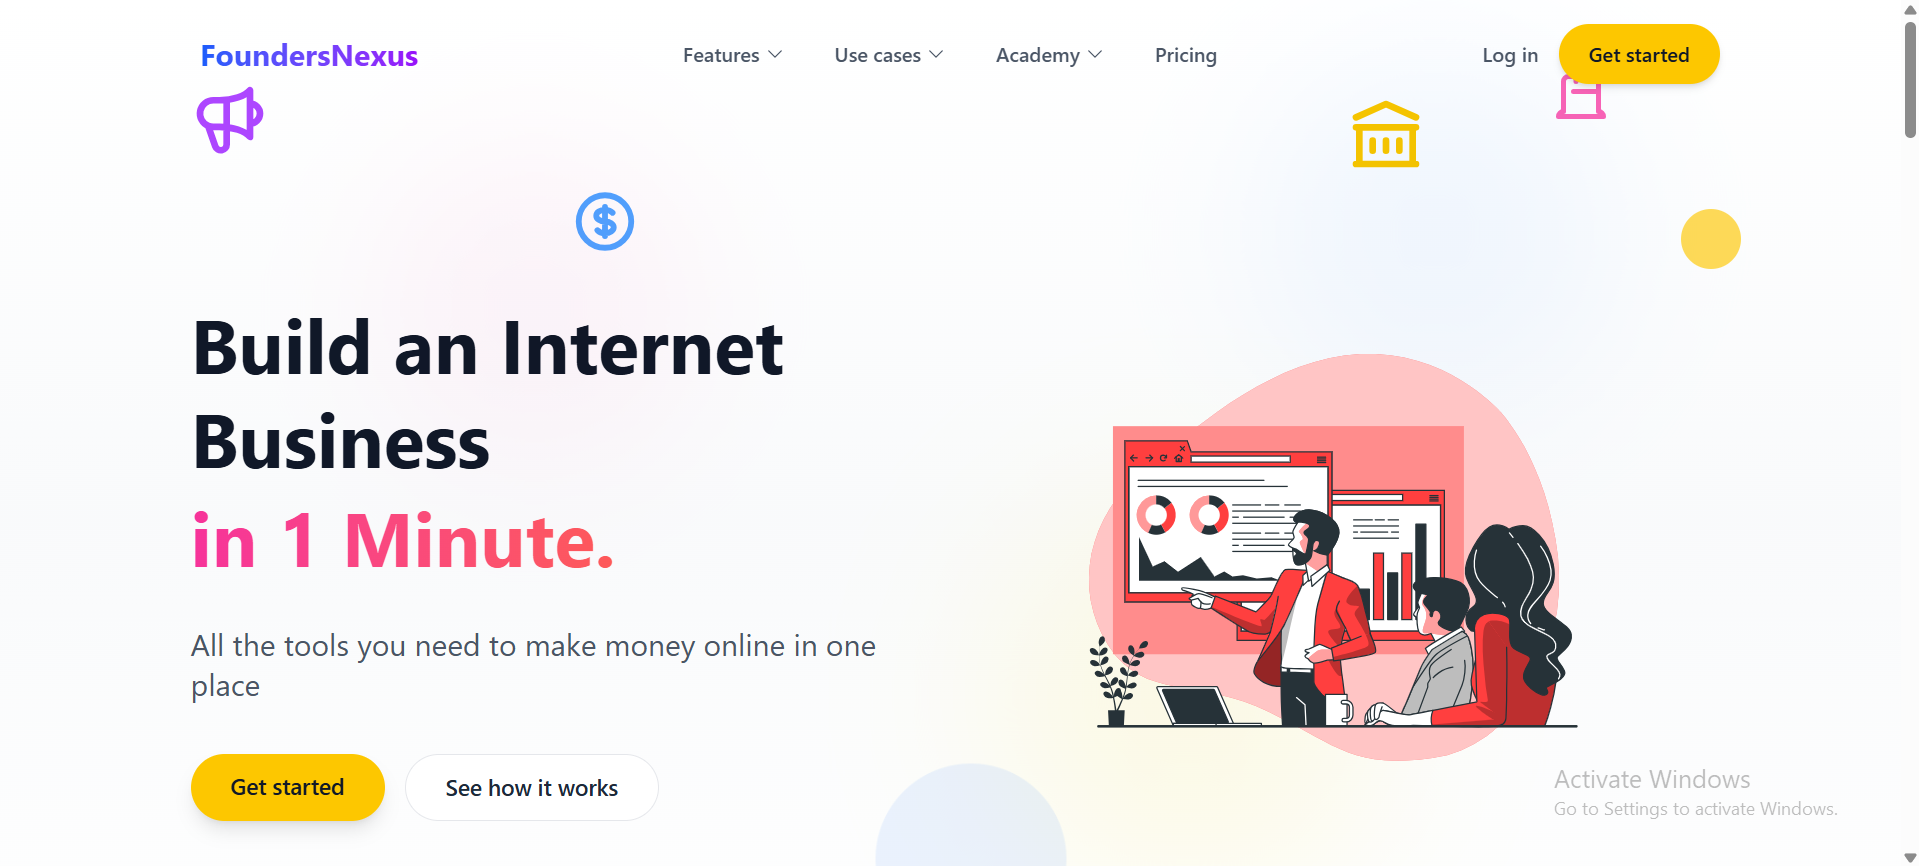 FoundersNexus
Features
Use cases
Academy
Pricing
Log in
Get started
Build an Internet
Business
in 1 Minute.
All the tools you need to make money online in one
place
Get started
See how it works
Activate Windows
Go to Settings to activate Windows.